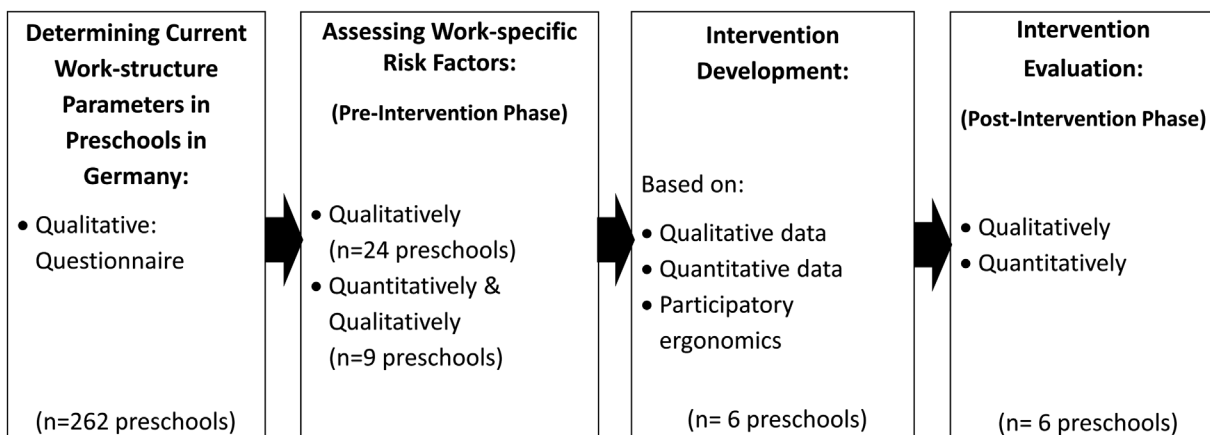 Determining Current
Work-structure
Parameters in
Preschools in
Germany:
• Qualitative:
Questionnaire
(n=262 preschools)
Assessing Work-specific
Risk Factors:
(Pre-Intervention Phase)
• Qualitatively
(n=24 preschools)
• Quantitatively &
Qualitatively
(n=9 preschools)
Intervention
Development:
Based on:
• Qualitative data
• Quantitative data
• Participatory
ergonomics
(n= 6 preschools)
Intervention
Evaluation:
(Post-Intervention Phase)
• Qualitatively
• Quantitatively
(n= 6 preschools)